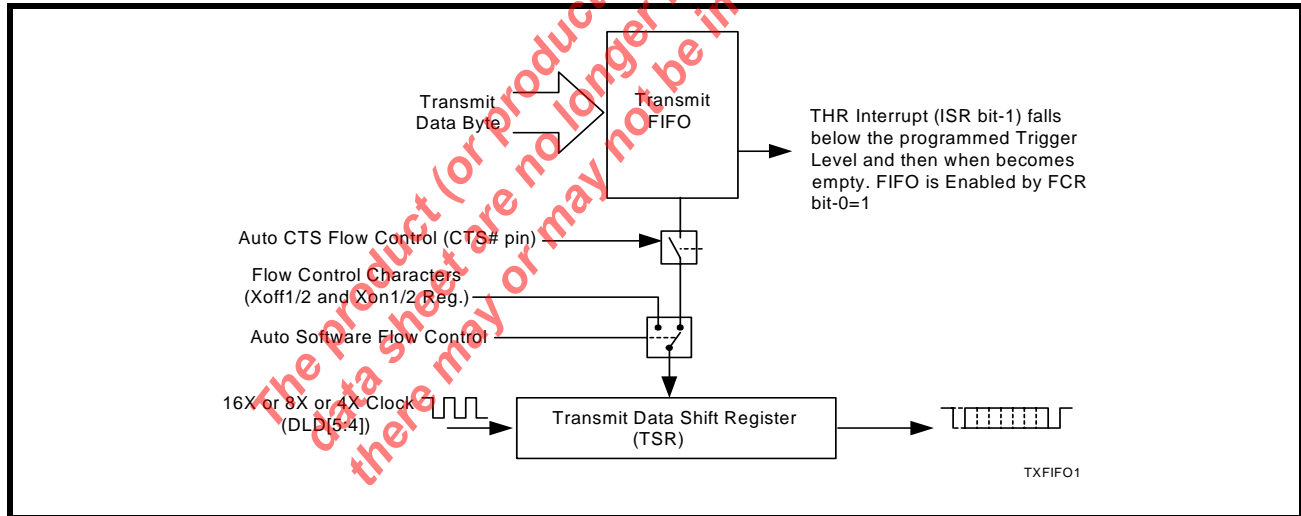 Transmit
Data Byte
Transmit
FIFO
THR Interrupt (ISR bit-1) falls
below the programmed Trigger
Level and then when becomes
empty. FIFO is Enabled by FCR
bit-0=1
Auto CTS Flow Control (CTS# pin)
Flow Control Characters
(Xoff1/2 and Xon1/2 Reg.)
Auto Software Flow Control
16X or 8X or 4X Clock
(DLD[5:4])
Transmit Data Shift Register
(TSR)
TXFIFO1
The product (or product
data sheet are no longer
there may or may not be in